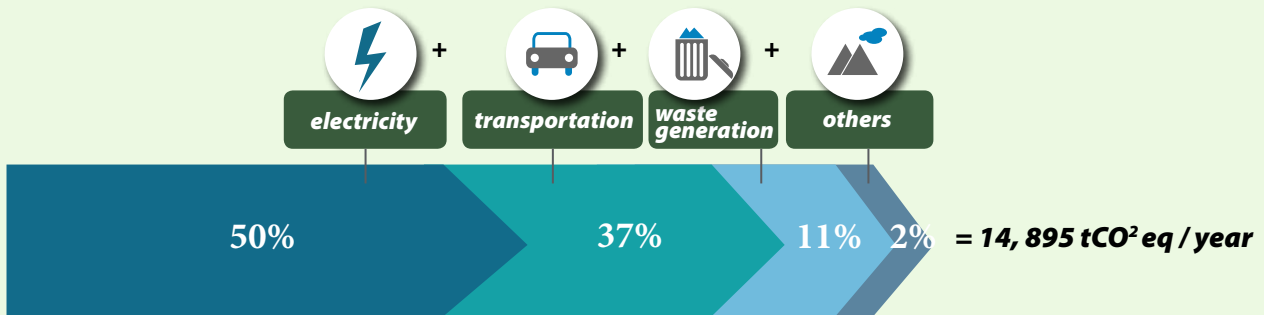 + + +
electricity
transportation
waste
generation
others
50% 37% 11% 2% = 14, 895 tCO² eq / year